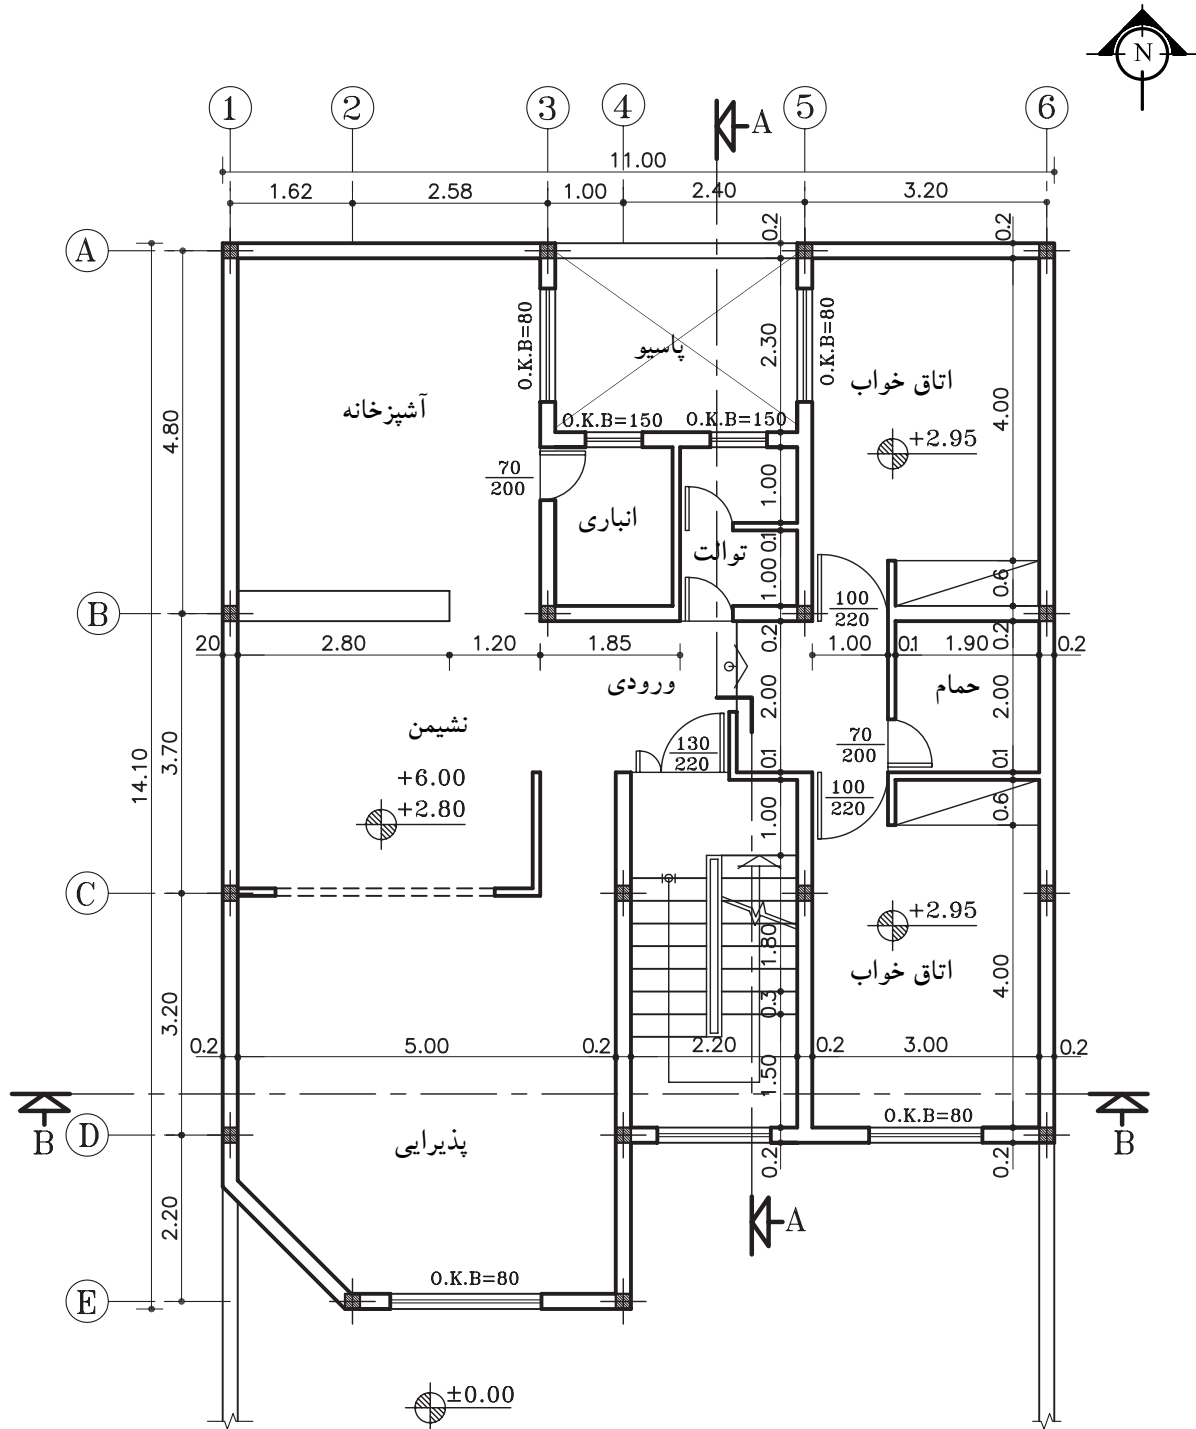 N
1 2 3 4 5 6
A
11.00
1.62 2.58 1.00 2.40 3.20
0.2 0.2
A
O.K.B=80
پاسیو
2.30
O.K.B=80
اتاق خواب
آشپزخانه
4.00
4.80
O.K.B=150 O.K.B=150
+2.95
70
200
1.00
انباری
توالت
0.1
1.00
0.6
100
220
B
20 2.80 1.20 1.85 0.2 1.00 0.1 1.90 0.2 0.2
ورودی
حمام
نشیمن
2.00 2.00
3.70
14.10
130
220
70
200
0.1 0.1
+6.00
+2.80
100
220
1.00
0.6
C
+2.95
1.80
اتاق خواب
4.00
3.20
0.3
0.2 5.00 0.2 2.20 0.2 3.00 0.2
1.50
B B
O.K.B=80
D
پذیرایی
0.2 0.2
2.20
A
O.K.B=80
E
±0.00